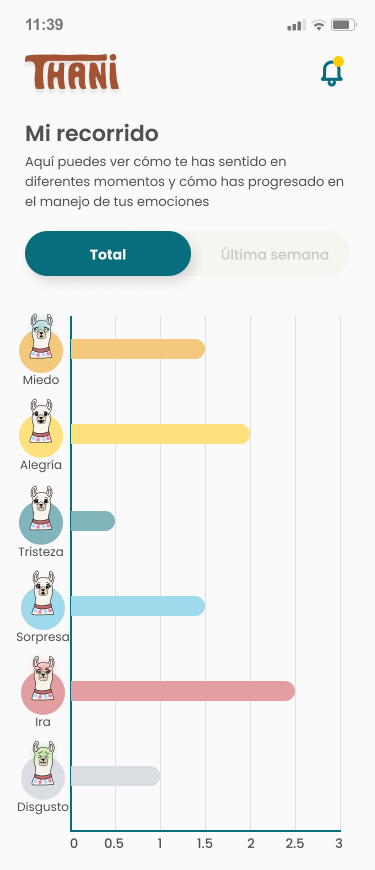 11:39
THANi
Mi recorrido
Aquí puedes ver cómo te has sentido en
diferentes momentos y cómo has progresado en
el manejo de tus emociones
Total
Última semana
Miedo
Alegría
Tristeza
Sorpresa
Ira
Disgusto
0 0.5 1 1.5 2 2.5 3